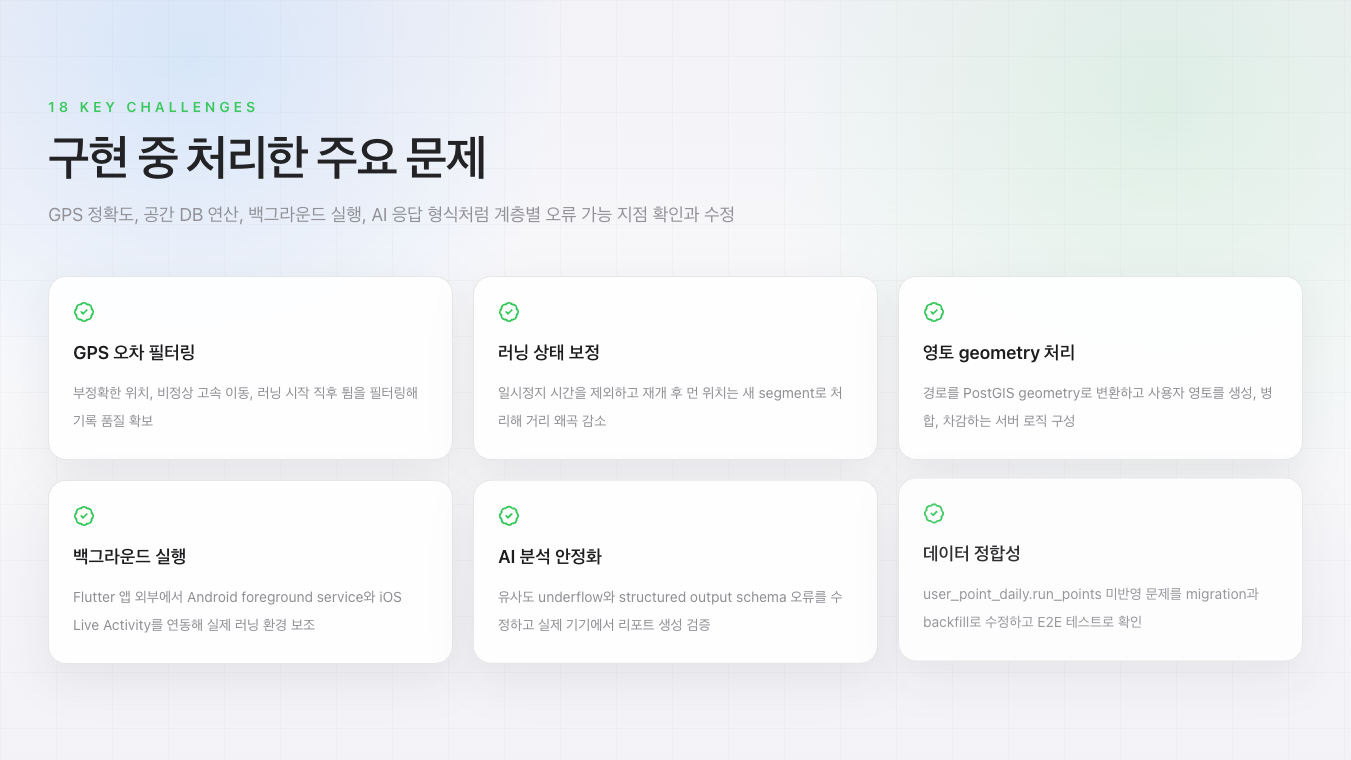 18 KEY CHALLENGES
구현 중 처리한 주요 문제
GPS 정확도, 공간 DB 연산, 백그라운드 실행, AI 응답 형식처럼 계층별 오류 가능 지점 확인과 수정
GPS 오차 필터링
부정확한 위치, 비정상 고속 이동, 러닝 시작 직후 튐을 필터링해
기록 품질 확보
러닝 상태 보정
일시정지 시간을 제외하고 재개 후 먼 위치는 새 segment로 처
리해 거리 왜곡 감소
영토 geometry 처리
경로를 PostGIS geometry로 변환하고 사용자 영토를 생성, 병
합, 차감하는 서버 로직 구성
백그라운드 실행
Flutter 앱 외부에서 Android foreground service와 iOS
Live Activity를 연동해 실제 러닝 환경 보조
AI 분석 안정화
유사도 underflow와 structured output schema 오류를 수
정하고 실제 기기에서 리포트 생성 검증
데이터 정합성
user_point_daily.run_points 미반영 문제를 migration과
backfill로 수정하고 E2E 테스트로 확인